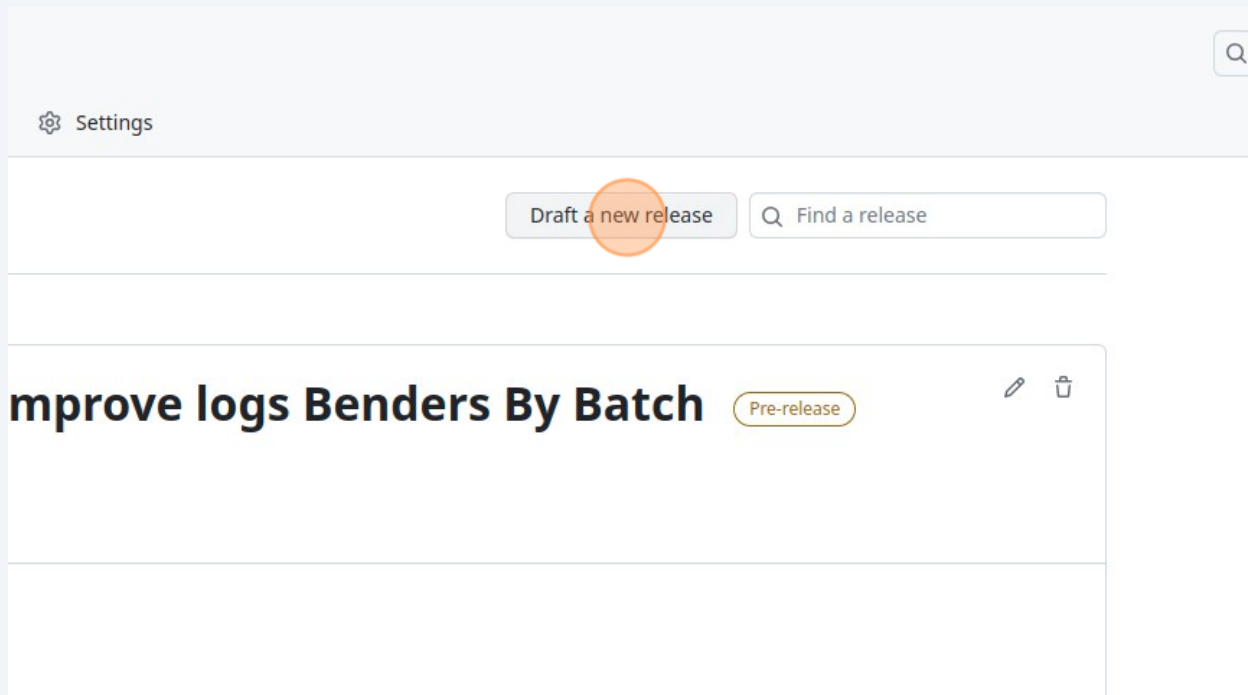 Settings
Draft a new release
Find a release
mprove logs Benders By Batch
Pre-release